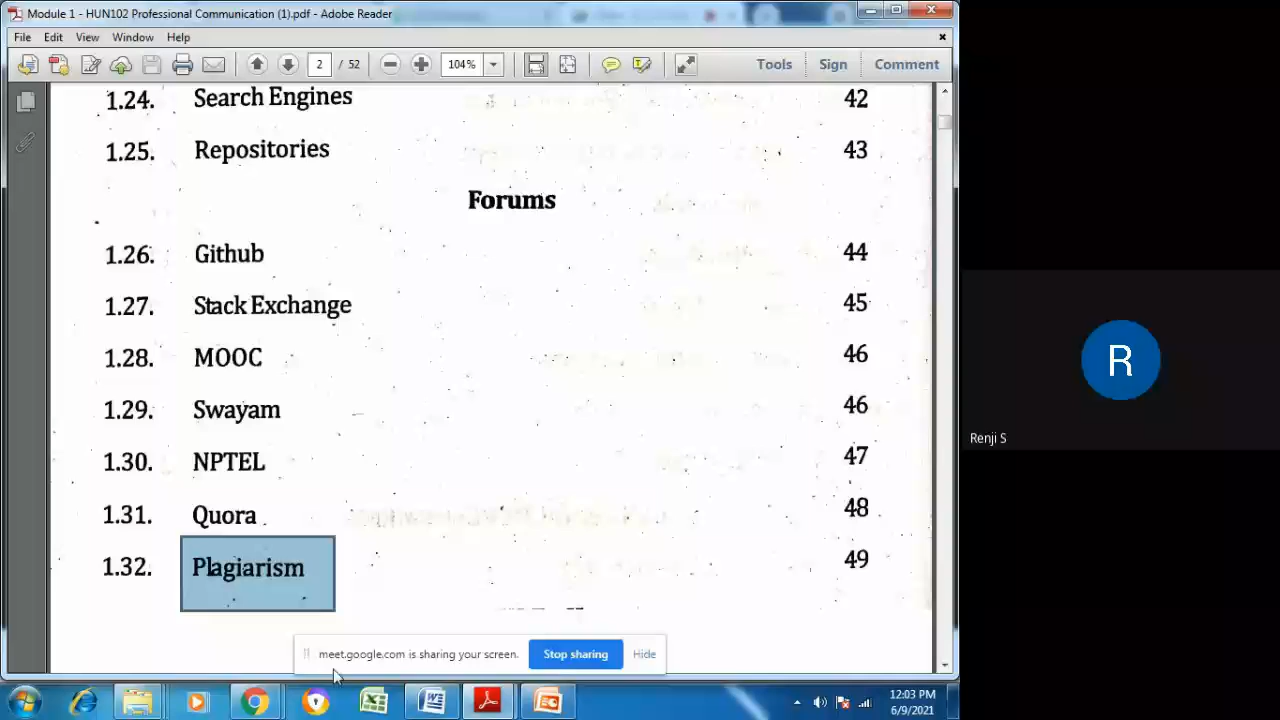 Module 1 - HUN102 Professional Communication (1).pdf - Adobe Reader
File Edit View Window Help
2 / 52 104% Tools Sign Comment
1.24. Search Engines 42
1.25. Repositories 43
Forums
1.26. Github 44
1.27. Stack Exchange 45
1.28. MOOC 46
1.29. Swayam 46
1.30. NPTEL 47
1.31. Quora 48
1.32. Plagiarism 49
meet.google.com is sharing your screen. Stop sharing Hide
12:03 PM
6/9/2021
R
Renji S